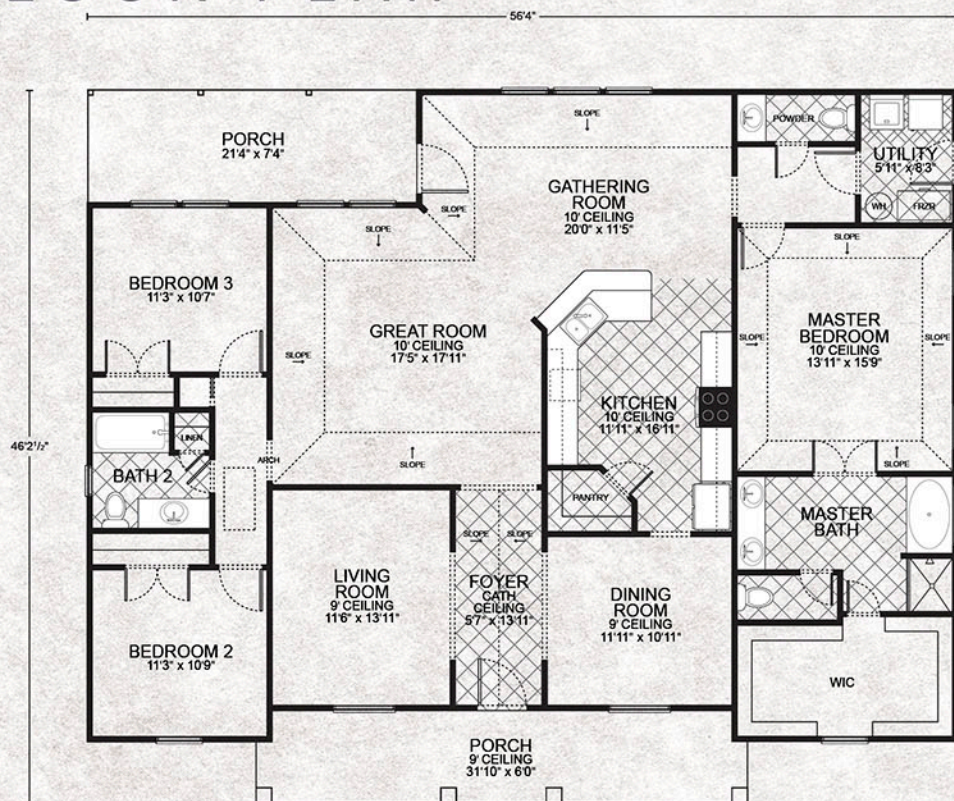 56'4"
PORCH
21'4" x 7'4"
SLOPE
POWDER
UTILITY
5'11" x 8'3"
WH
FRZR
GATHERING
ROOM
10' CEILING
20'0" x 11'5"
SLOPE
SLOPE
SLOPE
BEDROOM 3
11'3" x 10'7"
GREAT ROOM
10' CEILING
17'5" x 17'11"
SLOPE
SLOPE
MASTER
BEDROOM
10' CEILING
13'11" x 15'9"
SLOPE
SLOPE
SLOPE
KITCHEN
10' CEILING
11'11" x 16'11"
46'2½"
LINEN
ARCH
SLOPE
BATH 2
PANTRY
MASTER
BATH
SLOPE
SLOPE
LIVING
ROOM
9' CEILING
11'6" x 13'11"
FOYER
CATH
CEILING
5'7" x 13'11"
DINING
ROOM
9' CEILING
11'11" x 10'11"
BEDROOM 2
11'3" x 10'9"
WIC
PORCH
9' CEILING
31'10" x 6'0"